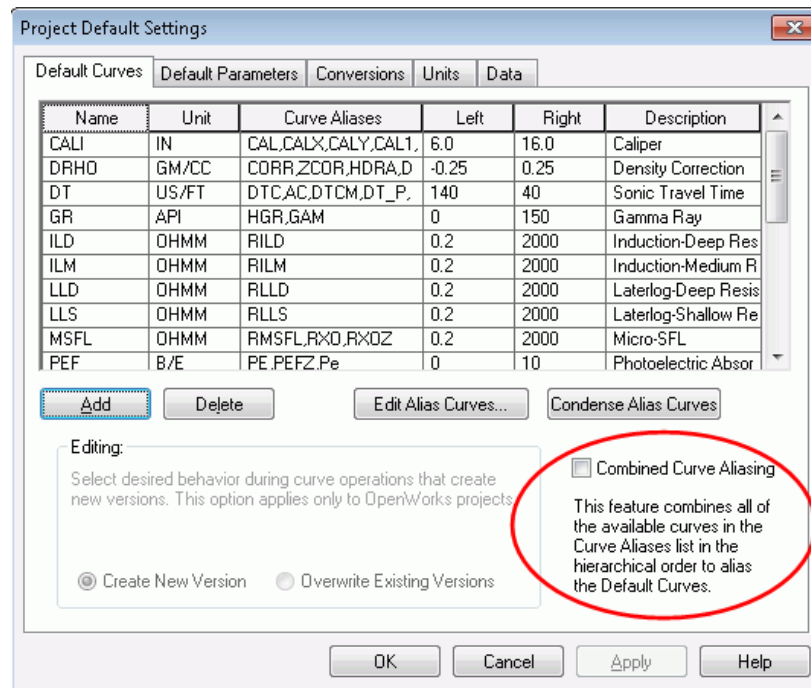 Project Default Settings
Default Curves Default Parameters Conversions Units Data
Name Unit Curve Aliases Left Right Description
CALI IN CAL,CALX,CALY,CAL1, 6.0 16.0 Caliper
DRHO GM/CC CORR,ZCOR,HDRA,D -0.25 0.25 Density Correction
DT US/FT DTC,AC,DTCM,DT_P, 140 40 Sonic Travel Time
GR API HGR,GAM 0 150 Gamma Ray
ILD OHMM RILD 0.2 2000 Induction-Deep Res
ILM OHMM RILM 0.2 2000 Induction-Medium R
LLD OHMM RLLD 0.2 2000 Laterlog-Deep Resis
LLS OHMM RLLS 0.2 2000 Laterlog-Shallow Re
MSFL OHMM RMSFL,RXO,RXOZ 0.2 2000 Micro-SFL
PEF B/E PE,PEFZ,Pe 0 10 Photoelectric Absor
Add Delete Edit Alias Curves... Condense Alias Curves
Editing:
Select desired behavior during curve operations that create
new versions. This option applies only to OpenWorks projects
Create New Version Overwrite Existing Versions
Combined Curve Aliasing
This feature combines all of
the available curves in the
Curve Aliases list in the
hierarchical order to alias
the Default Curves.
OK Cancel Apply Help